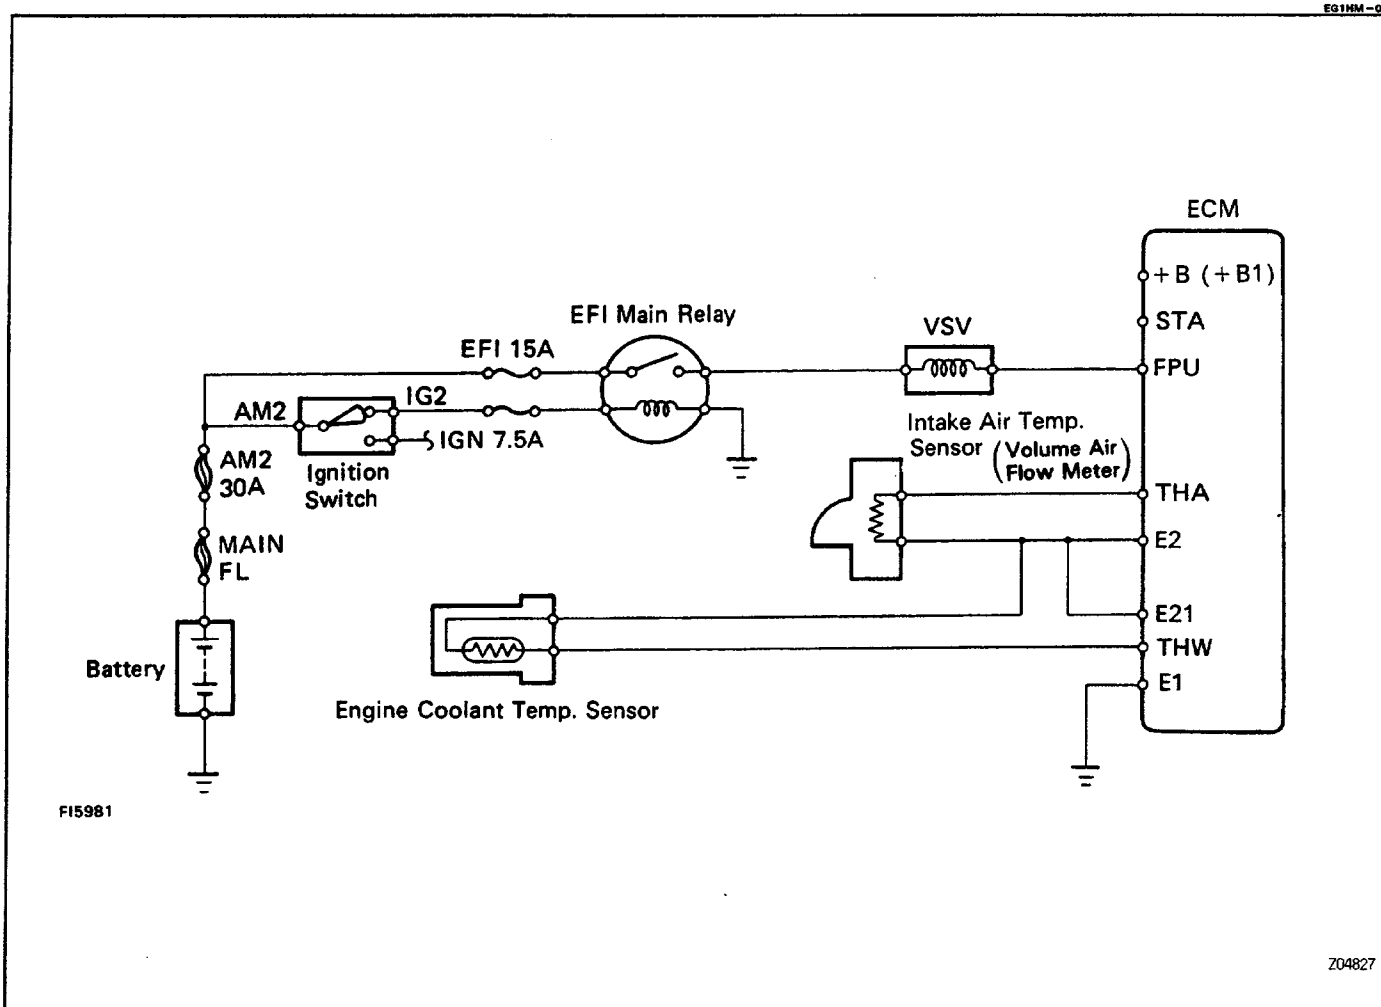 EG1HM-0
ECM
+B (+B1)
STA
FPU
EFI Main Relay
VSV
EFI 15A
AM2
IG2
IGN 7.5A
Ignition
Switch
AM2
30A
MAIN
FL
Battery
Intake Air Temp.
Sensor (Volume Air
Flow Meter)
THA
E2
E21
THW
E1
Engine Coolant Temp. Sensor
FI5981
Z04827